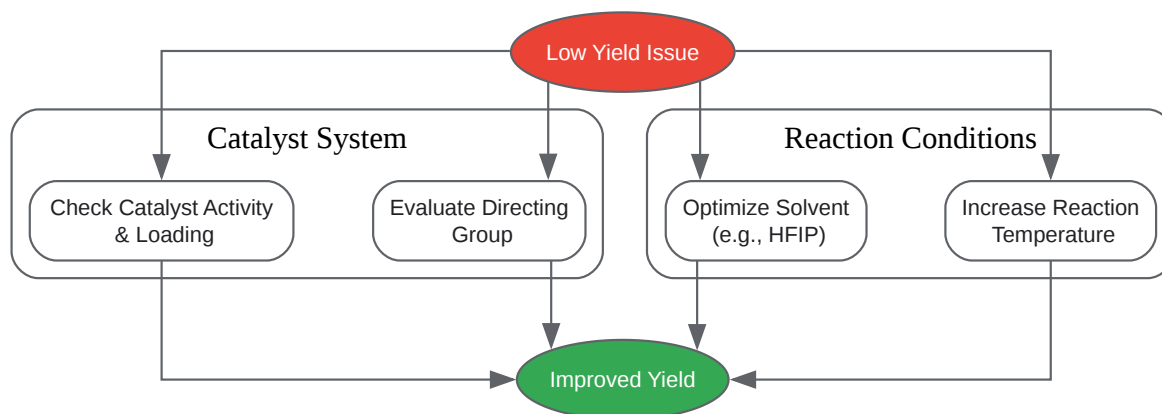 Low Yield Issue
Catalyst System
Reaction Conditions
Check Catalyst Activity
& Loading
Evaluate Directing
Group
Optimize Solvent
(e.g., HFIP)
Increase Reaction
Temperature
Improved Yield